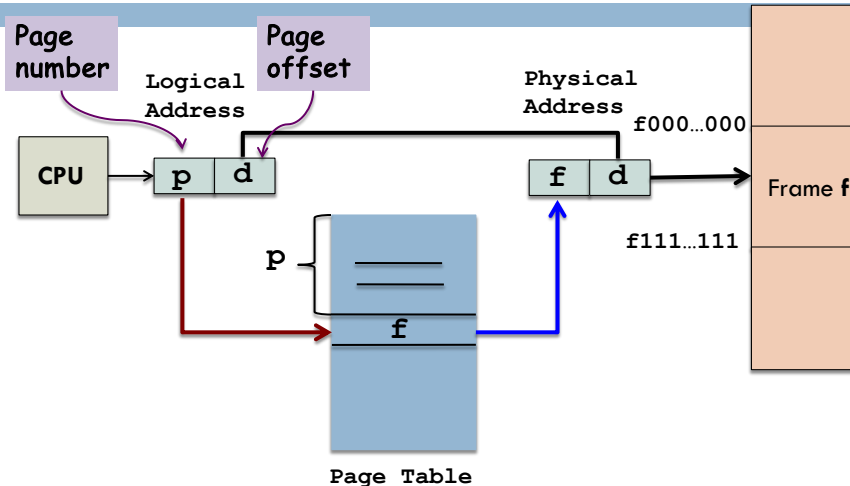 Page
number
Page
offset
Logical
Address
Physical
Address
f000...000
CPU
p
d
f
d
Frame f
f111...111
p
f
Page Table